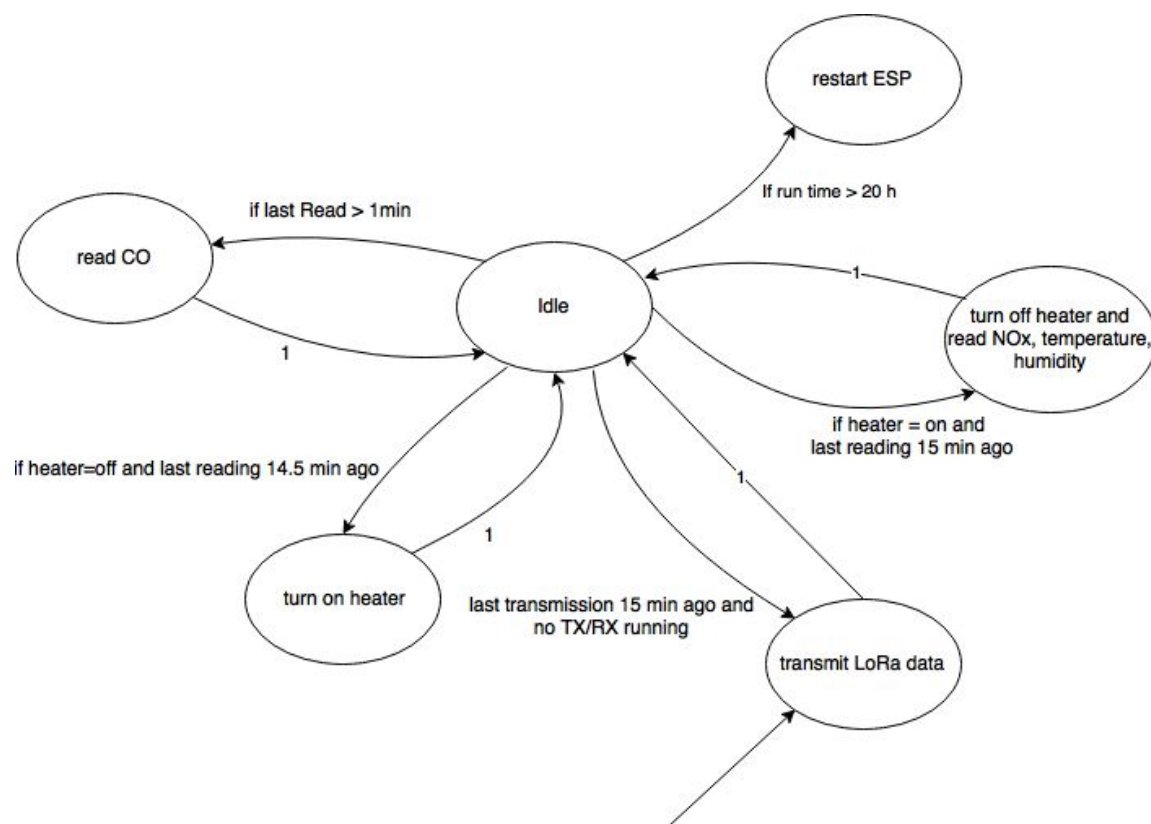 restart ESP
If run time > 20 h
if last Read > 1min
read CO
Idle
1
1
turn off heater and
read NOx, temperature,
humidity
if heater = on and
last reading 15 min ago
if heater=off and last reading 14.5 min ago
1
1
turn on heater
last transmission 15 min ago and
no TX/RX running
transmit LoRa data